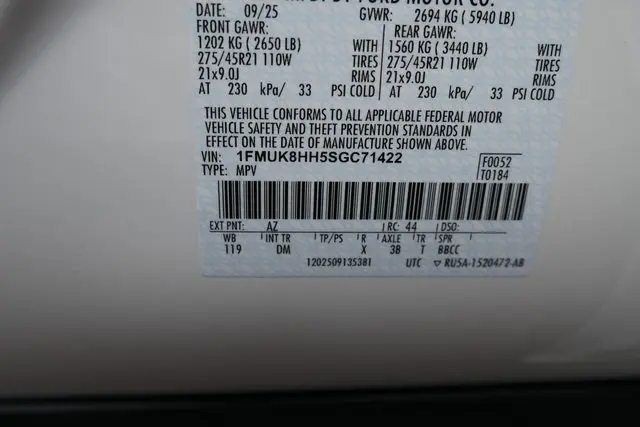 FORD MOTOR CO.
DATE: 09/25 GVWR: 2694 KG (5940 LB)
FRONT GAWR: REAR GAWR:
1202 KG (2650 LB) WITH 1560 KG (3440 LB) WITH
275/45R21 110W TIRES 275/45R21 110W TIRES
21x9.0J RIMS 21x9.0J RIMS
AT 230 kPa/ 33 PSI COLD AT 230 kPa/ 33 PSI COLD
THIS VEHICLE CONFORMS TO ALL APPLICABLE FEDERAL MOTOR
VEHICLE SAFETY AND THEFT PREVENTION STANDARDS IN
EFFECT ON THE DATE OF MANUFACTURE SHOWN ABOVE.
VIN: 1FMUK8HH5SGC71422 F0052
TYPE: MPV T0184
EXT PNT: AZ RC: 44 DSO:
WB INT TR TP/PS R AXLE TR SPR
119 DM X 3B T BBCC
1202509135381 UTC ▽ RU5A-1520472-AB